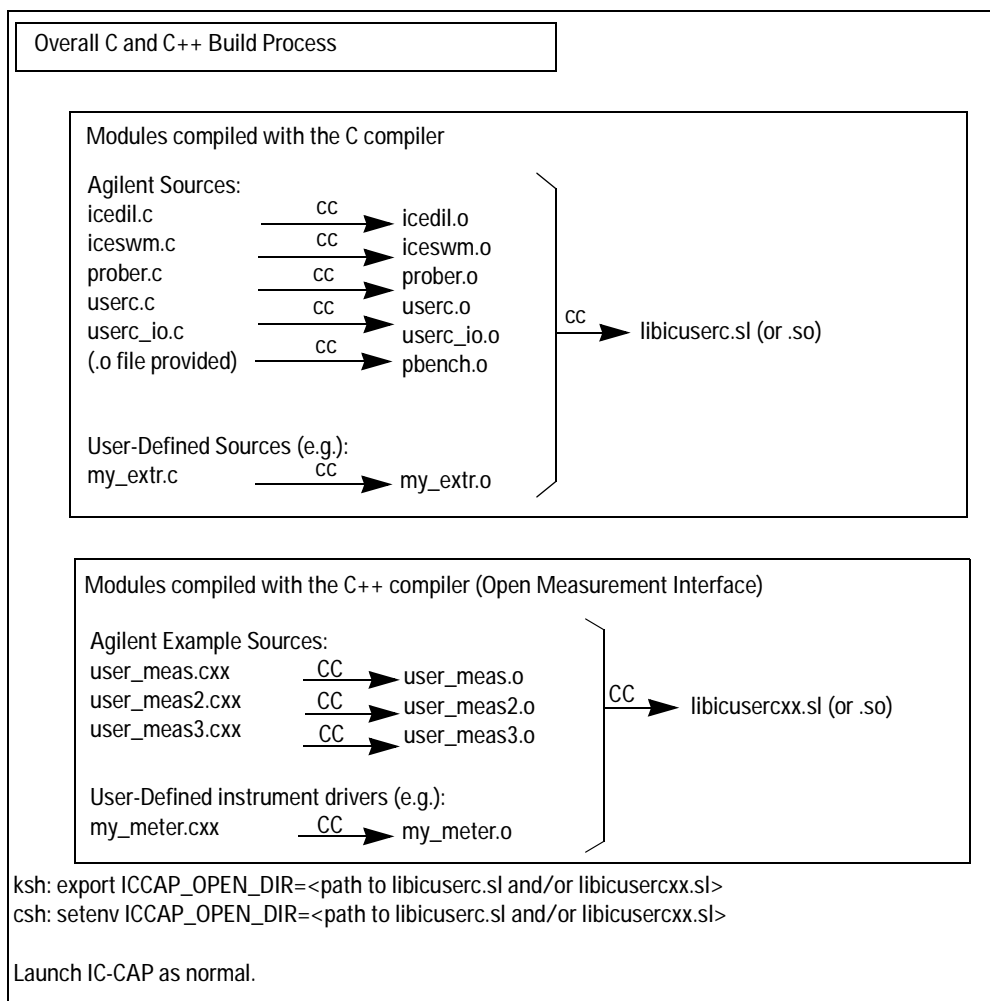 Overall C and C++ Build Process
Modules compiled with the C compiler
Agilent Sources:
icedil.c cc icedil.o
iceswm.c cc iceswm.o
prober.c cc prober.o
userc.c cc userc.o
userc_io.c userc_io.o
(.o file provided) cc pbench.o
cc libicuserc.sl (or .so)
User-Defined Sources (e.g.):
my_extr.c cc my_extr.o
Modules compiled with the C++ compiler (Open Measurement Interface)
Agilent Example Sources:
user_meas.cxx CC user_meas.o
user_meas2.cxx CC user_meas2.o
user_meas3.cxx CC user_meas3.o
CC libicusercxx.sl (or .so)
User-Defined instrument drivers (e.g.):
my_meter.cxx CC my_meter.o
ksh: export ICCAP_OPEN_DIR=<path to libicuserc.sl and/or libicusercxx.sl>
csh: setenv ICCAP_OPEN_DIR=<path to libicuserc.sl and/or libicusercxx.sl>
Launch IC-CAP as normal.